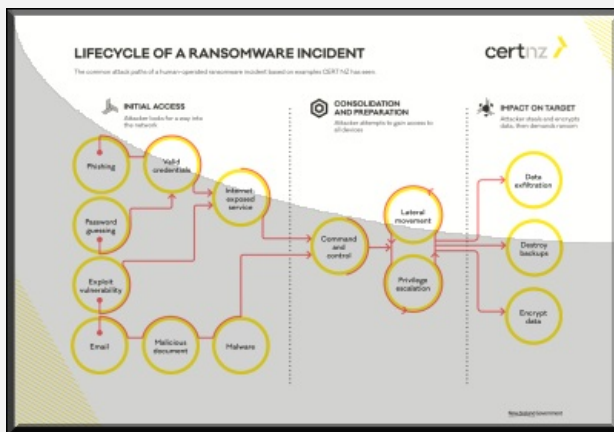 LIFECYCLE OF A RANSOMWARE INCIDENT
certnz
The common attack paths of a human-operated ransomware incident based on examples CERT NZ has seen
INITIAL ACCESS
Attacker looks for a way into
the network
CONSOLIDATION
AND PREPARATION
Attacker attempts to gain access to
all devices
IMPACT ON TARGET
Attacker steals and encrypts
data, then demands ransom
Phishing
Valid
credentials
Internet
exposed
service
Password
guessing
Exploit
vulnerability
Email
Malicious
document
Malware
Command
and
control
Lateral
movement
Privilege
escalation
Data
exfiltration
Destroy
backups
Encrypt
data
New Zealand Government